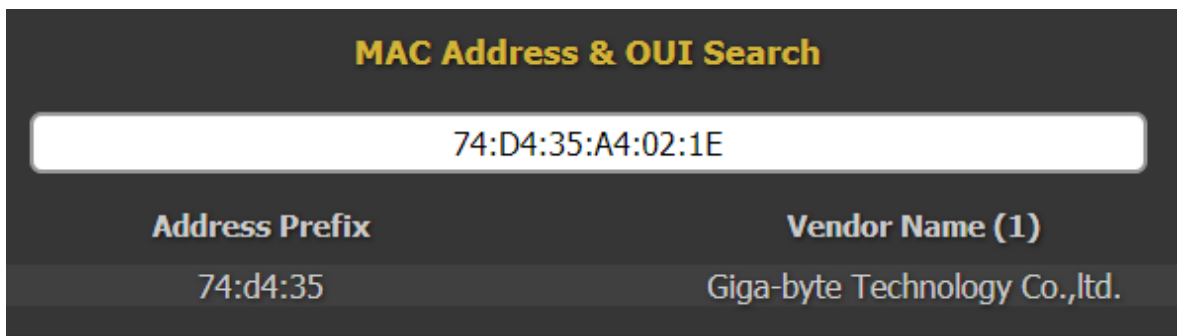 MAC Address & OUI Search
74:D4:35:A4:02:1E
Address Prefix Vendor Name (1)
74:d4:35 Giga-byte Technology Co.,ltd.